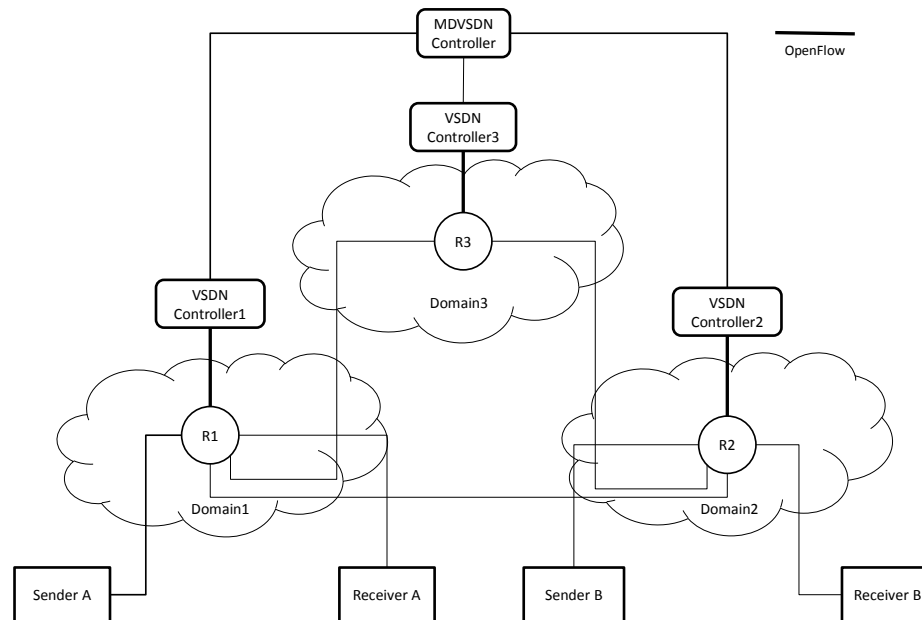 MDVSDN
Controller
OpenFlow
VSDN
Controller3
R3
Domain3
VSDN
Controller1
VSDN
Controller2
R1
R2
Domain1
Domain2
Sender A
Receiver A
Sender B
Receiver B